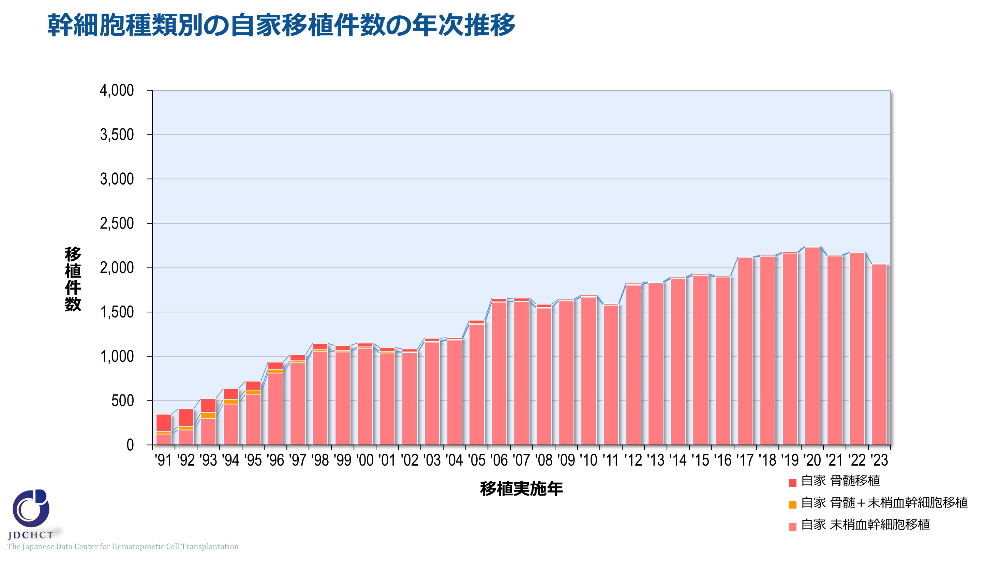 幹細胞種類別の自家移植件数の年次推移
4,000
3,500
3,000
2,500
2,000
1,500
1,000
500
0
移植件数
'91 '92 '93 '94 '95 '96 '97 '98 '99 '00 '01 '02 '03 '04 '05 '06 '07 '08 '09 '10 '11 '12 '13 '14 '15 '16 '17 '18 '19 '20 '21 '22 '23
移植実施年
自家 骨髄移植
自家 骨髄＋末梢血幹細胞移植
自家 末梢血幹細胞移植
JDCHCT
The Japanese Data Center for Hematopoietic Cell Transplantation